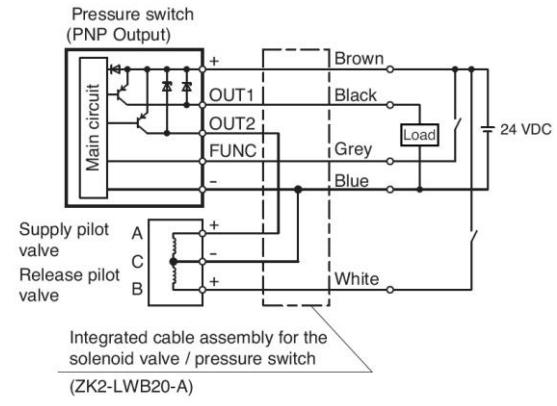 Pressure switch
(PNP Output)
Main circuit
+
OUT1
OUT2
FUNC
-
Brown
Black
Grey
Blue
Load
24 VDC
Supply pilot
valve
Release pilot
valve
A
C
B
+
-
+
White
Integrated cable assembly for the
solenoid valve / pressure switch
(ZK2-LWB20-A)